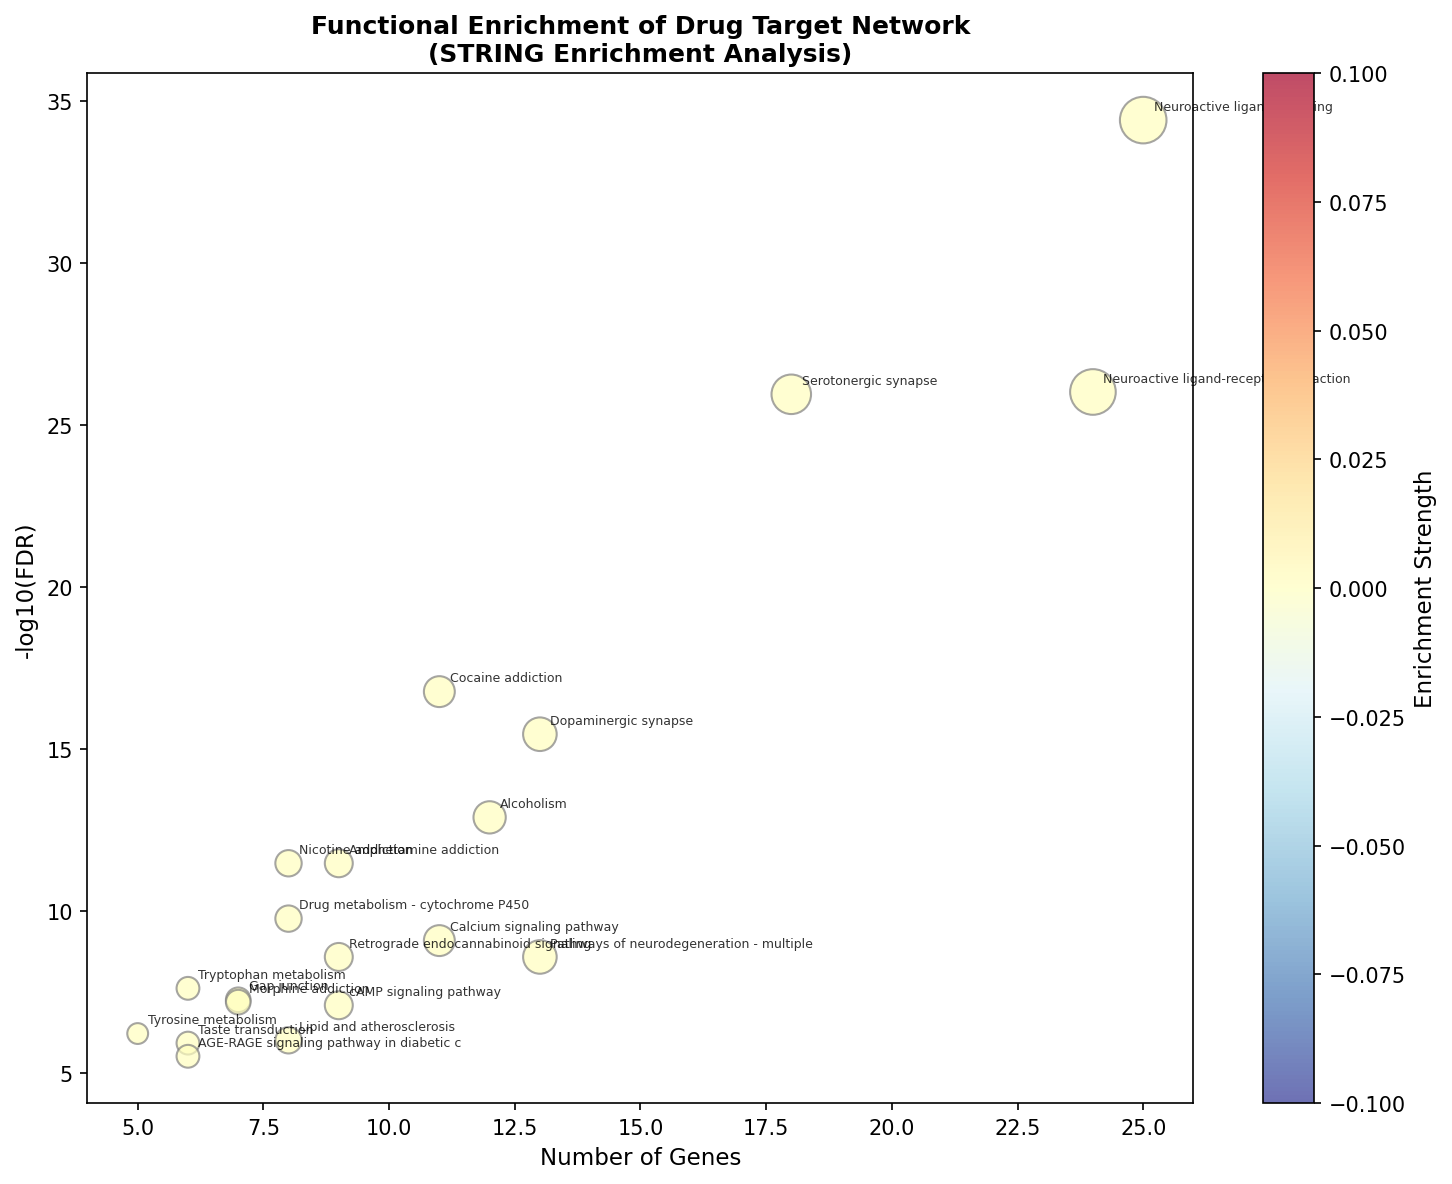 Functional Enrichment of Drug Target Network
(STRING Enrichment Analysis)
-log10(FDR)
35
30
25
20
15
10
5
Neuroactive ligan
ing
Neuroactive ligand-recept
action
Serotonergic synapse
Cocaine addiction
Dopaminergic synapse
Alcoholism
Nicotine addiction
Amphetamine addiction
Drug metabolism - cytochrome P450
Calcium signaling pathway
Retrograde endocannabinoid signaling
Pathways of neurodegeneration - multiple
Tryptophan metabolism
Gap junction
Morphine addiction
cAMP signaling pathway
Tyrosine metabolism
Lipid and atherosclerosis
Taste transduction
AGE-RAGE signaling pathway in diabetic c
5.0 7.5 10.0 12.5 15.0 17.5 20.0 22.5 25.0
Number of Genes
0.100
0.075
0.050
0.025
0.000
−0.025
−0.050
−0.075
−0.100
Enrichment Strength